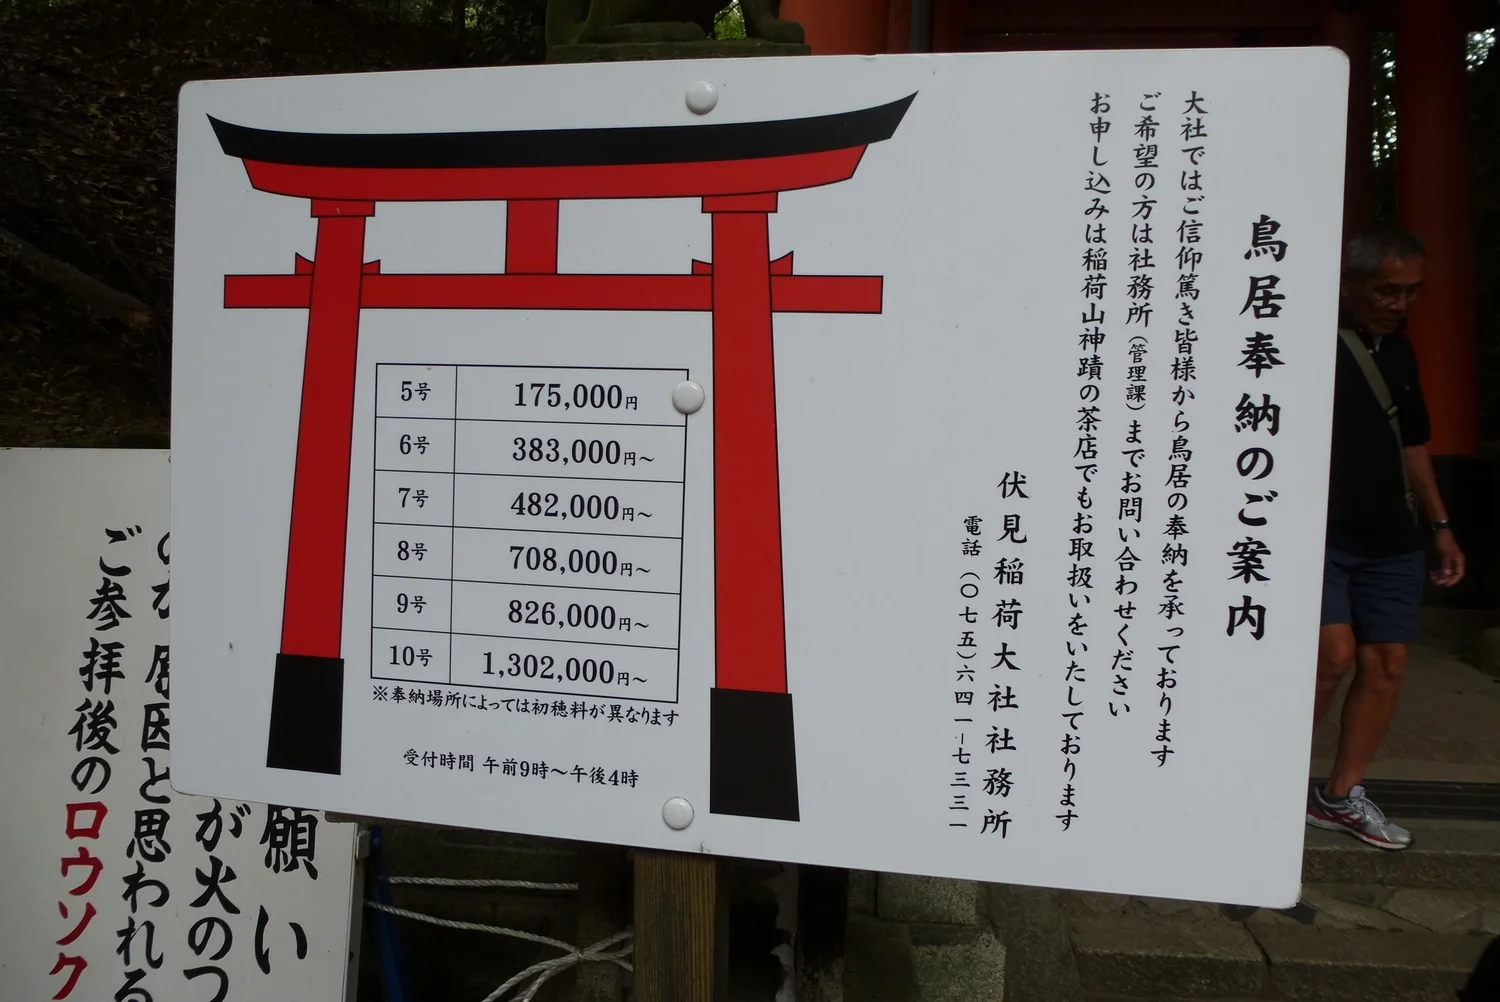 鳥居奉納のご案内
大社ではご信仰篤き皆様から鳥居の奉納を承っております
ご希望の方は社務所(管理課)までお問い合わせください
お申し込みは稲荷山神蹟の茶店でもお取扱いをいたしております
伏見稲荷大社社務所
電話(〇七五)六四一-七三三一
5号 175,000円
6号 383,000円~
7号 482,000円~
8号 708,000円~
9号 826,000円~
10号 1,302,000円~
※奉納場所によっては初穂料が異なります
受付時間 午前9時~午後4時
願い
が火のつ
因と思われる
ご参拝後のロウソク